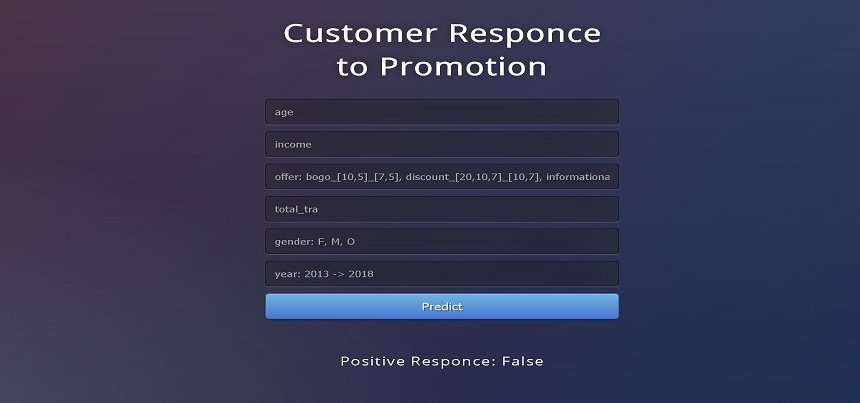 Customer Responce
to Promotion
age
income
offer: bogo_[10,5]_[7,5], discount_[20,10,7]_[10,7], informationa
total_tra
gender: F, M, O
year: 2013 -> 2018
Predict
Positive Responce: False